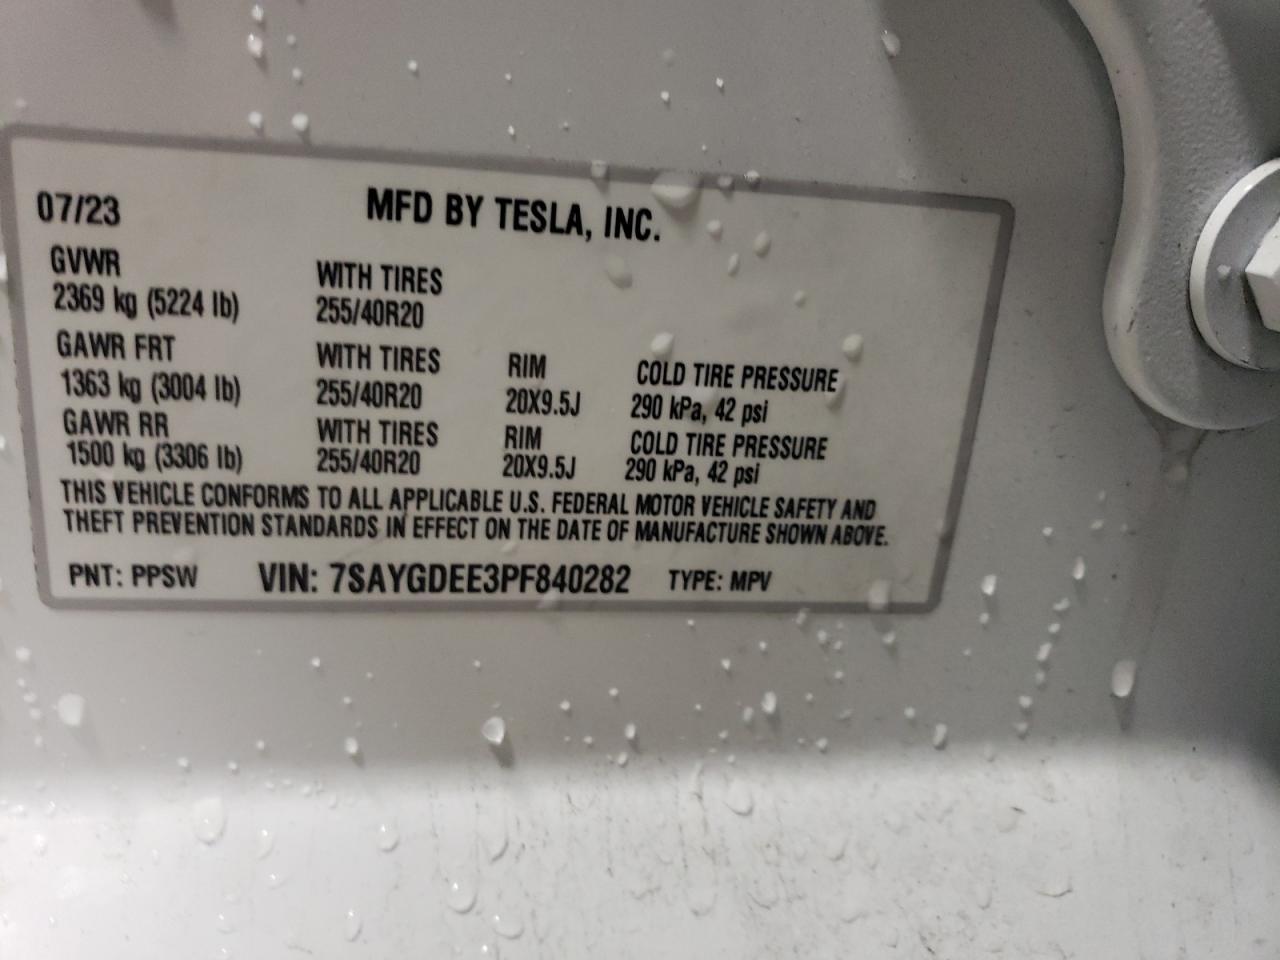 07/23 MFD BY TESLA, INC.
GVWR WITH TIRES
2369 kg (5224 lb) 255/40R20
GAWR FRT WITH TIRES RIM COLD TIRE PRESSURE
1363 kg (3004 lb) 255/40R20 20X9.5J 290 kPa, 42 psi
GAWR RR WITH TIRES RIM COLD TIRE PRESSURE
1500 kg (3306 lb) 255/40R20 20X9.5J 290 kPa, 42 psi
THIS VEHICLE CONFORMS TO ALL APPLICABLE U.S. FEDERAL MOTOR VEHICLE SAFETY AND
THEFT PREVENTION STANDARDS IN EFFECT ON THE DATE OF MANUFACTURE SHOWN ABOVE.
PNT: PPSW VIN: 7SAYGDEE3PF840282 TYPE: MPV